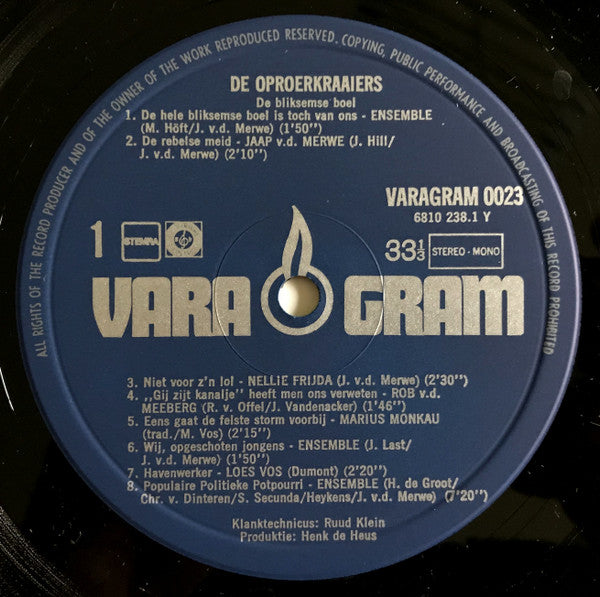 ALL RIGHTS OF THE RECORD PRODUCER AND OF THE OWNER OF THE WORK REPRODUCED RESERVED. COPYING, PUBLIC PERFORMANCE AND BROADCASTING OF THIS RECORD PROHIBITED
DE OPROERKRAAIERS
De bliksemse boel
1. De hele bliksemse boel is toch van ons - ENSEMBLE
(M. Höft/J. v.d. Merwe) (1'50'')
2. De rebelse meid - JAAP v.d. MERWE (J. Hill/
J. v.d. Merwe) (2'10'')
VARAGRAM 0023
6810 238.1 Y
1 STEMRA 33⅓ STEREO - MONO
VARA GRAM
3. Niet voor z'n lol - NELLiE FRIJDA (J. v.d. Merwe) (2'30'')
4. ,,Gij zijt kanalje'' heeft men ons verweten - ROB v.d.
MEEBERG (R. v. Offel/J. Vandenacker) (1'46'')
5. Eens gaat de felste storm voorbij - MARIUS MONKAU
(trad./M. Vos) (2'15'')
6. Wij, opgeschoten jongens - ENSEMBLE (J. Last/
J. v.d. Merwe) (1'50'')
7. Havenwerker - LOES VOS (Dumont) (2'20'')
8. Populaire Politieke Potpourri - ENSEMBLE (H. de Groot/
Chr. v. Dinteren/S. Secunda/Heykens/J. v.d. Merwe) (7'20'')
Klanktechnicus: Ruud Klein
Produktie: Henk de Heus